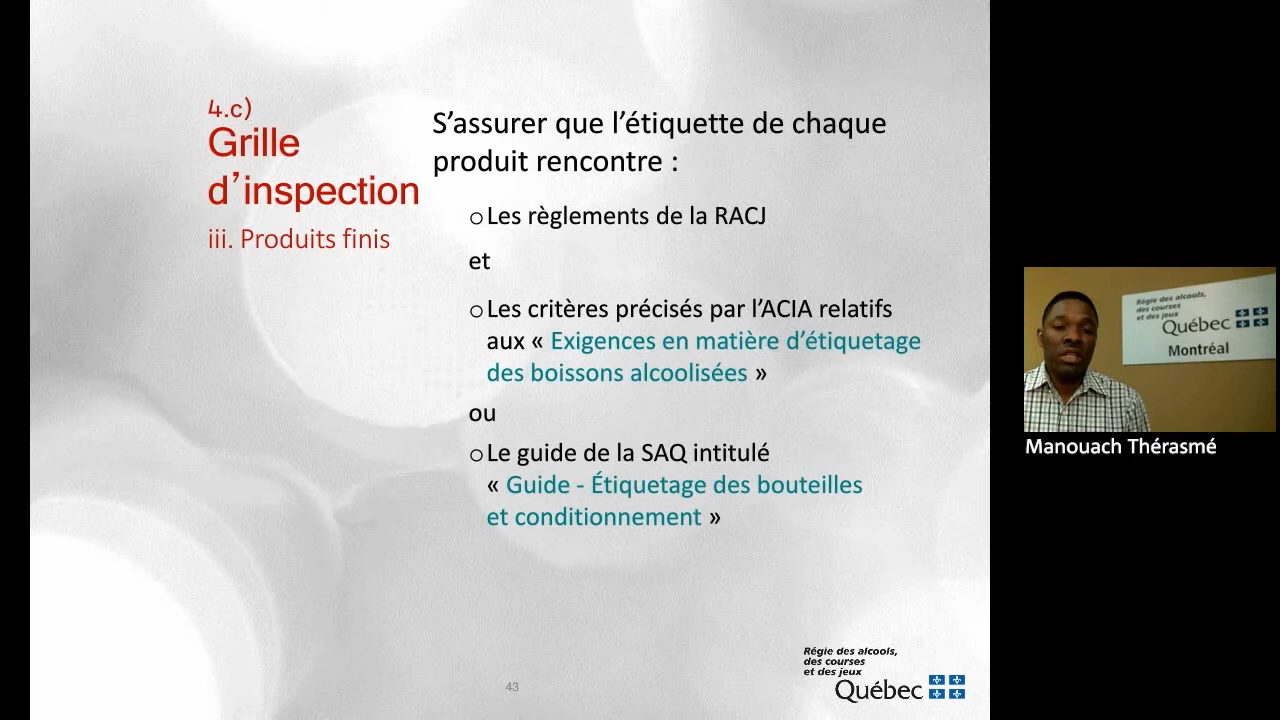 4.c)
Grille
d'inspection
iii. Produits finis
S'assurer que l'étiquette de chaque
produit rencontre :
o Les règlements de la RACJ
et
o Les critères précisés par l'ACIA relatifs
aux « Exigences en matière d'étiquetage
des boissons alcoolisées »
ou
o Le guide de la SAQ intitulé
« Guide - Étiquetage des bouteilles
et conditionnement »
43
Régie des alcools,
des courses
et des jeux
Québec
Régie des alcools,
des courses
et des jeux
Québec
Montréal
Manouach Thérasmé